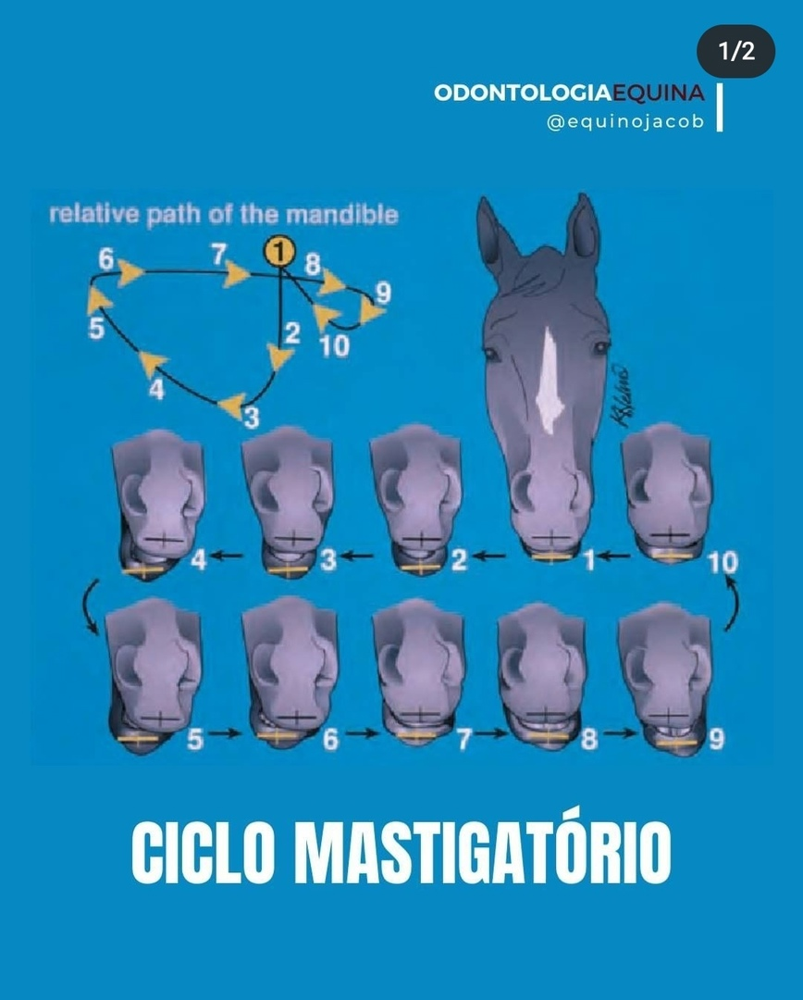 1/2
ODONTOLOGIAEQUINA
@equinojacob
relative path of the mandible
6 7 1 8
9
5 2 10
4
3
4 3 2 1 10
5 6 7 8 9
CICLO MASTIGATÓRIO